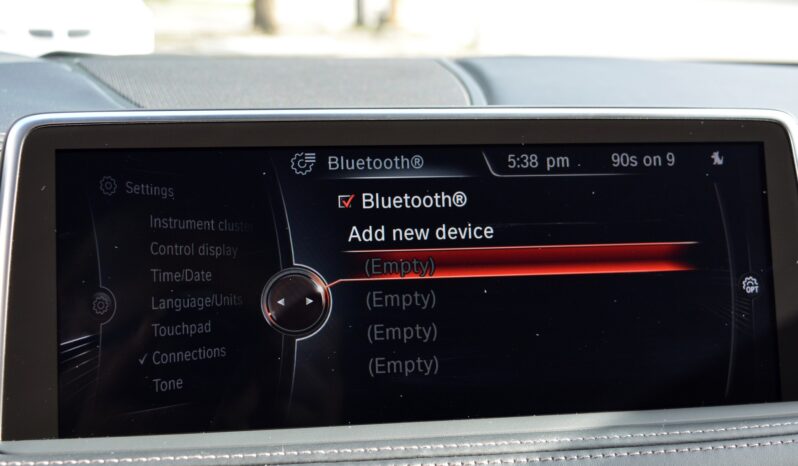 Bluetooth®
5:38 pm
90s on 9
Settings
Instrument cluster
Control display
Time/Date
Language/Units
Touchpad
Connections
Tone
Bluetooth®
Add new device
(Empty)
(Empty)
(Empty)
(Empty)
OPT